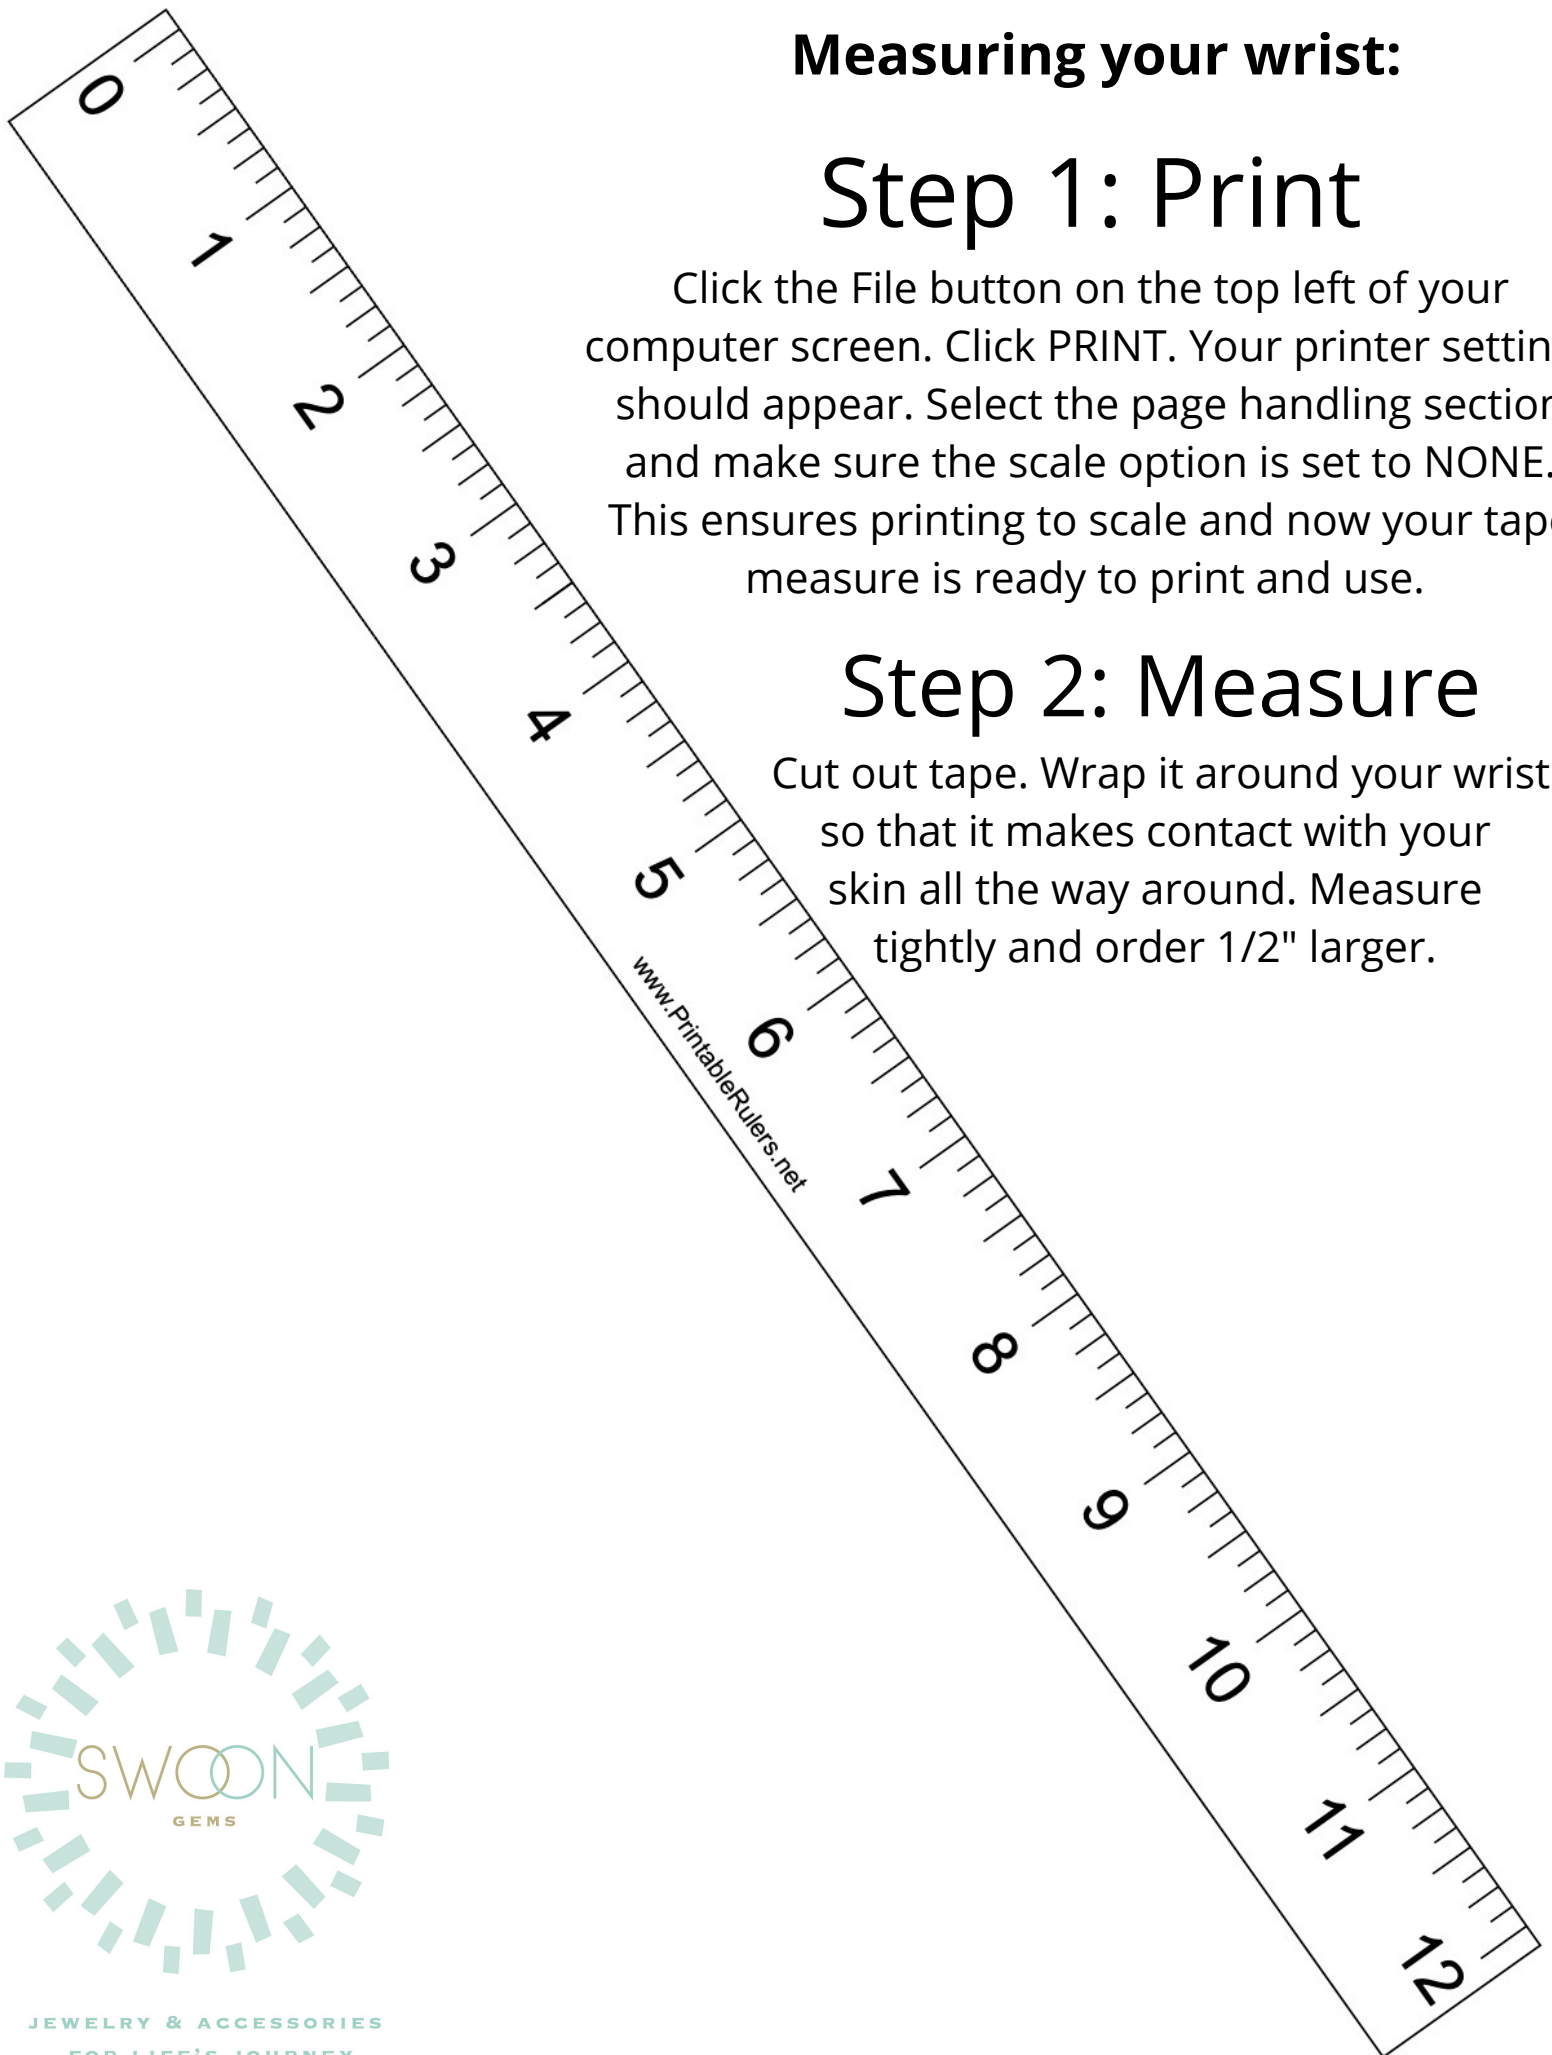 Measuring your wrist:
Step 1: Print
Click the File button on the top left of your
computer screen. Click PRINT. Your printer settin
should appear. Select the page handling section
and make sure the scale option is set to NONE.
This ensures printing to scale and now your tape
measure is ready to print and use.
Step 2: Measure
Cut out tape. Wrap it around your wrist
so that it makes contact with your
skin all the way around. Measure
tightly and order 1/2" larger.
0
1
2
3
4
5
6
7
8
9
10
11
12
www.PrintableRulers.net
SWOON
GEMS
JEWELRY & ACCESSORIES
FOR LIFE'S JOURNEY